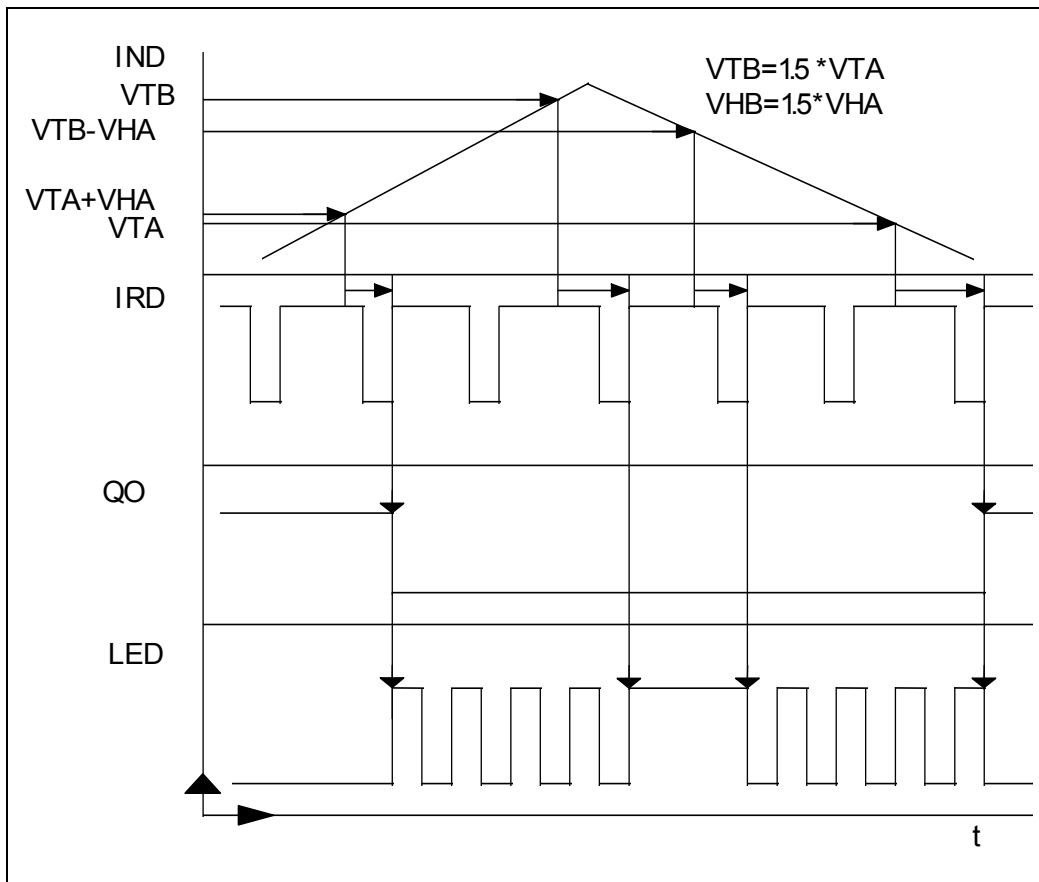 IND
VTB=1.5 *VTA
VTB
VHB=1.5*VHA
VTB-VHA
VTA+VHA
VTA
IRD
QO
LED
t